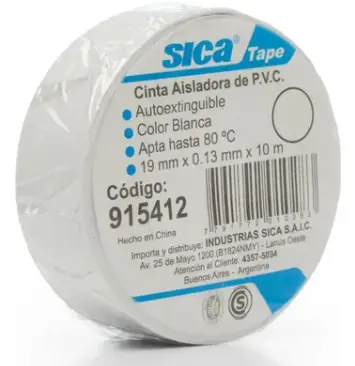 sica®
Tape
Cinta Aisladora de P.V.C.
Autoextinguible
Color Blanca
Apta hasta 80 ºC
19 mm x 0.13 mm x 10 m
Código:
915412
Hecho en China
Importa y distribuye: INDUSTRIAS SICA S.A.I.C.
Av. 25 de Mayo 1200 (B1824NMY) - Lanus Oeste
Atención al Cliente: 4357-5034
Buenos Aires - Argentina